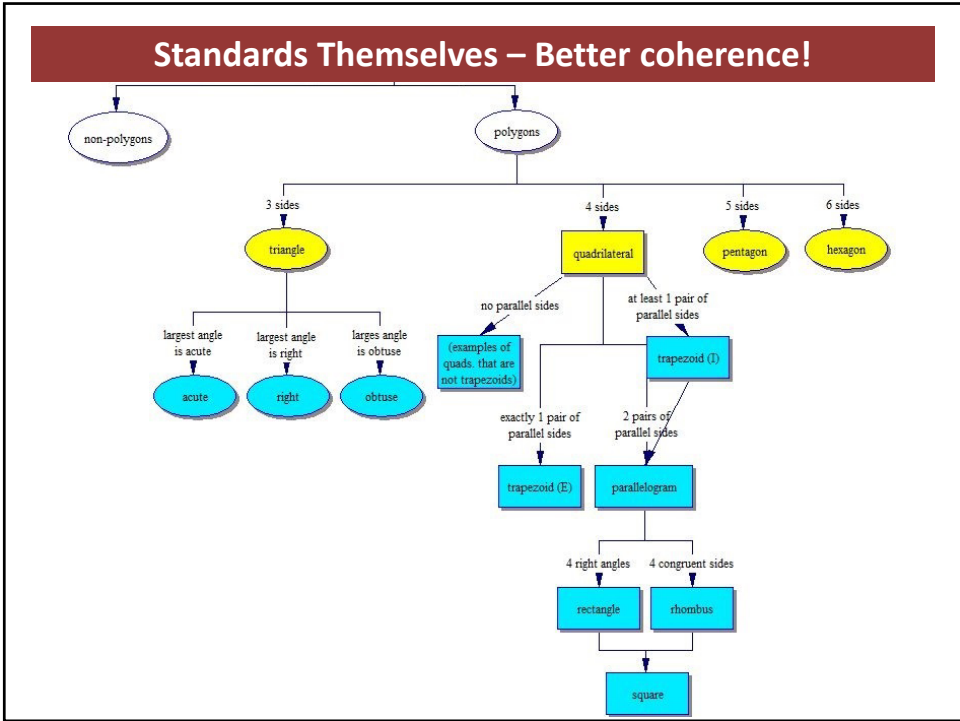 Standards Themselves – Better coherence!
non-polygons
polygons
3 sides
4 sides
5 sides
6 sides
triangle
quadrilateral
pentagon
hexagon
no parallel sides
at least 1 pair of
parallel sides
largest angle
is acute
largest angle
is right
larges angle
is obtuse
(examples of
quads. that are
not trapezoids)
trapezoid (I)
acute
right
obtuse
exactly 1 pair of
parallel sides
2 pairs of
parallel sides
trapezoid (E)
parallelogram
4 right angles
4 congruent sides
rectangle
rhombus
square